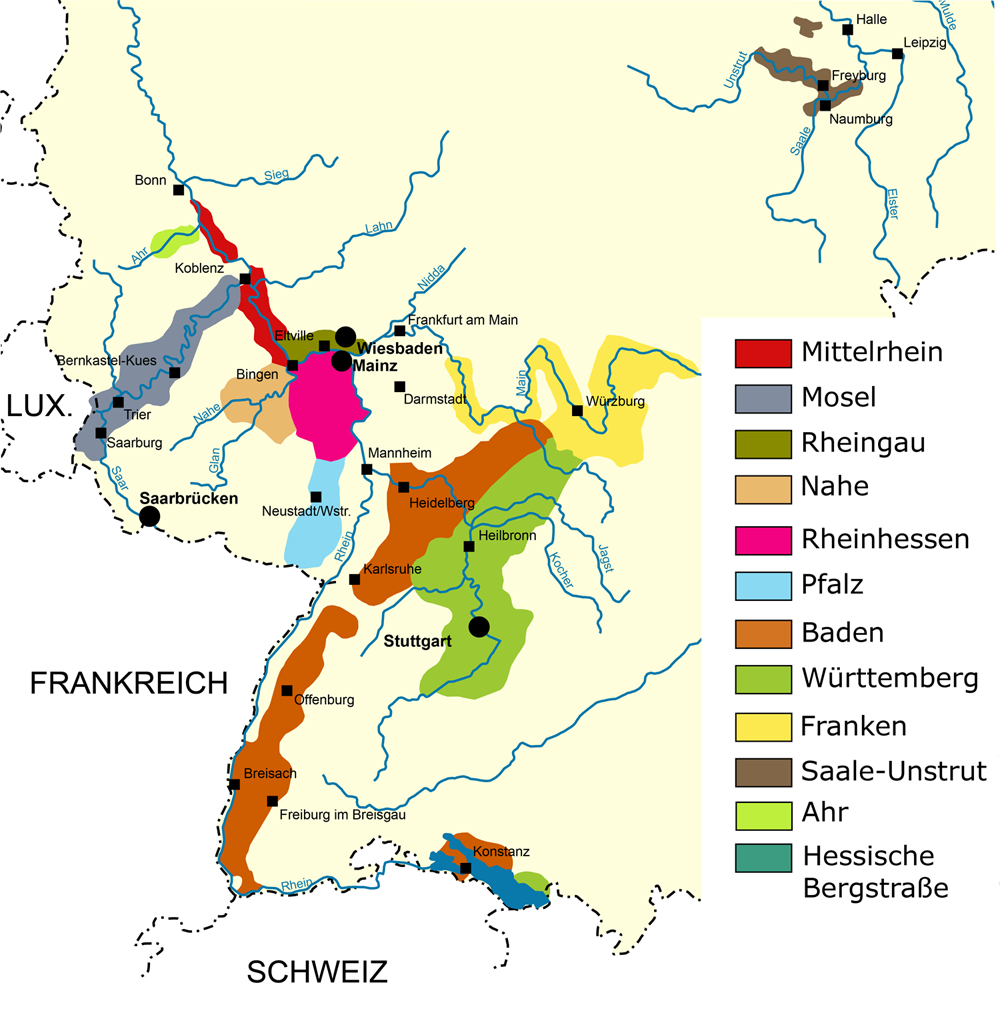 Halle
Mulde
Leipzig
Unstrut
Freyburg
Naumburg
Saale
Elster
Bonn
Sieg
Lahn
Ahr
Koblenz
Nidda
Frankfurt am Main
Eltville
Wiesbaden
Mainz
Bernkastel-Kues
Bingen
Darmstadt
Main
Würzburg
LUX.
Trier
Nahe
Saarburg
Glan
Mannheim
Saar
Saarbrücken
Neustadt/Wstr.
Heidelberg
Rhein
Heilbronn
Jagst
Kocher
Karlsruhe
Stuttgart
FRANKREICH
Offenburg
Breisach
Freiburg im Breisgau
Konstanz
Rhein
SCHWEIZ
Mittelrhein
Mosel
Rheingau
Nahe
Rheinhessen
Pfalz
Baden
Württemberg
Franken
Saale-Unstrut
Ahr
Hessische
Bergstraße